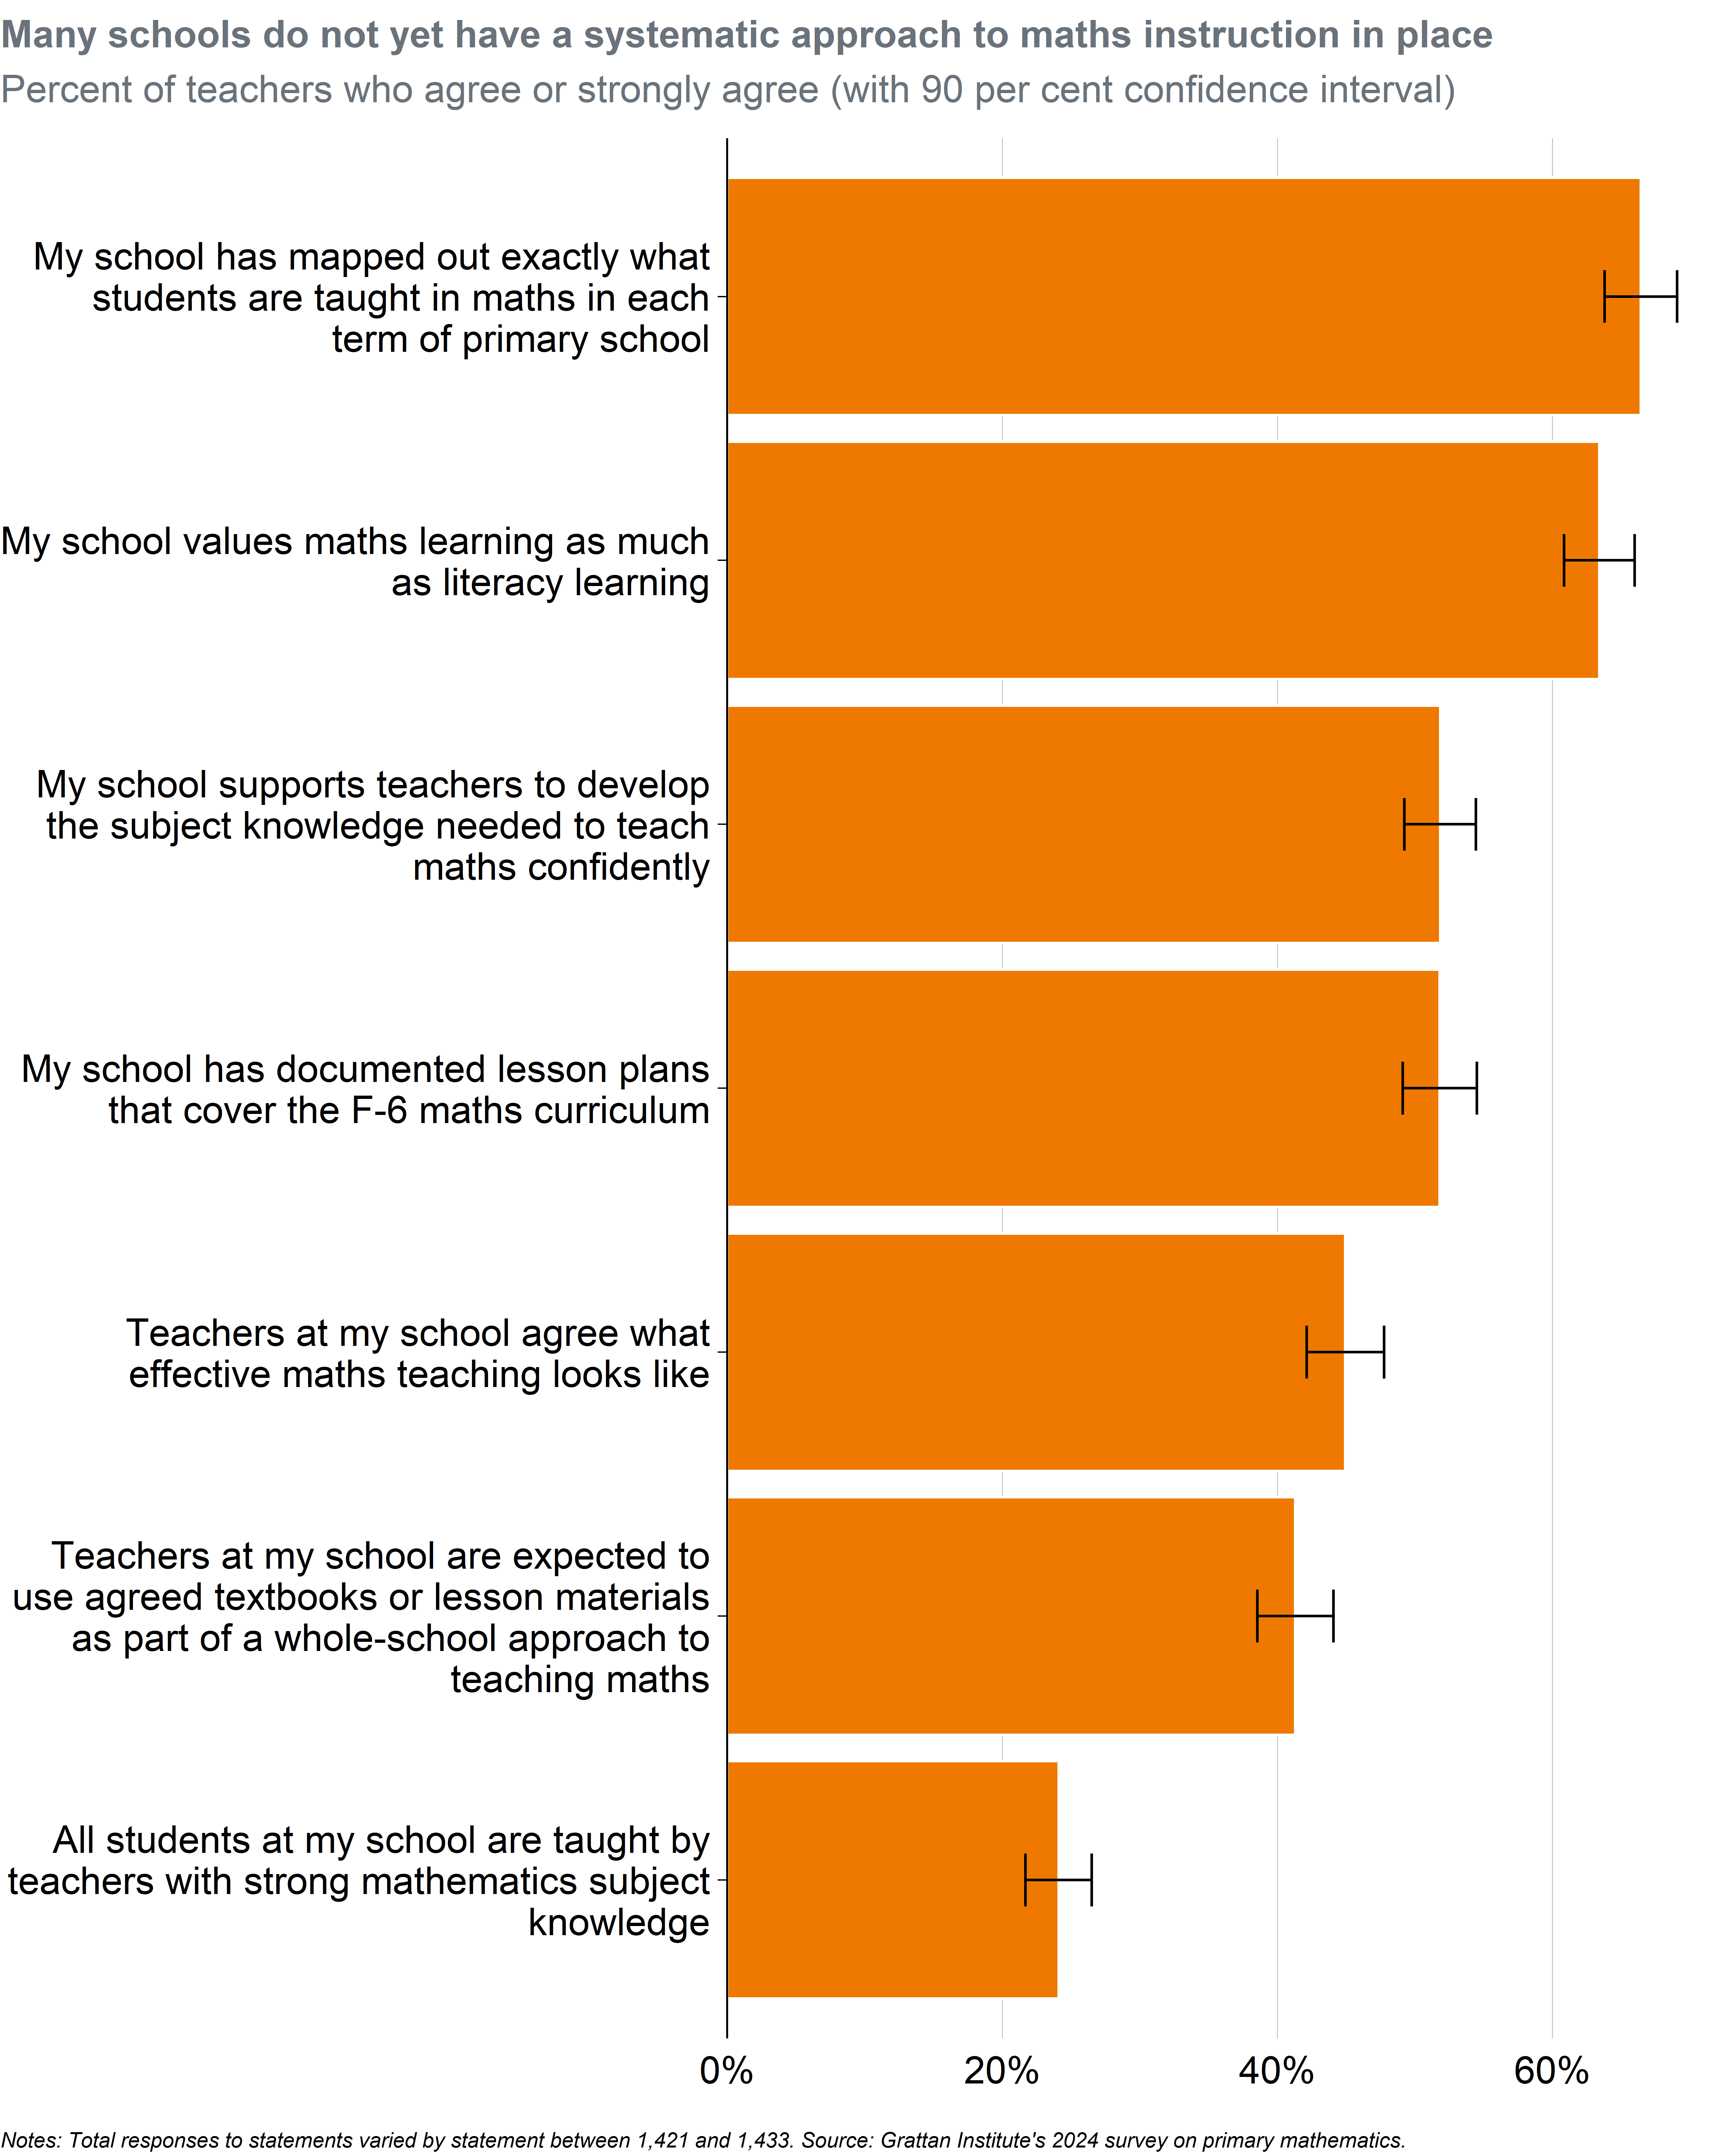 Many schools do not yet have a systematic approach to maths instruction in place
Percent of teachers who agree or strongly agree (with 90 per cent confidence interval)
My school has mapped out exactly what
students are taught in maths in each
term of primary school
My school values maths learning as much
as literacy learning
My school supports teachers to develop
the subject knowledge needed to teach
maths confidently
My school has documented lesson plans
that cover the F-6 maths curriculum
Teachers at my school agree what
effective maths teaching looks like
Teachers at my school are expected to
use agreed textbooks or lesson materials
as part of a whole-school approach to
teaching maths
All students at my school are taught by
teachers with strong mathematics subject
knowledge
0% 20% 40% 60%
Notes: Total responses to statements varied by statement between 1,421 and 1,433. Source: Grattan Institute's 2024 survey on primary mathematics.